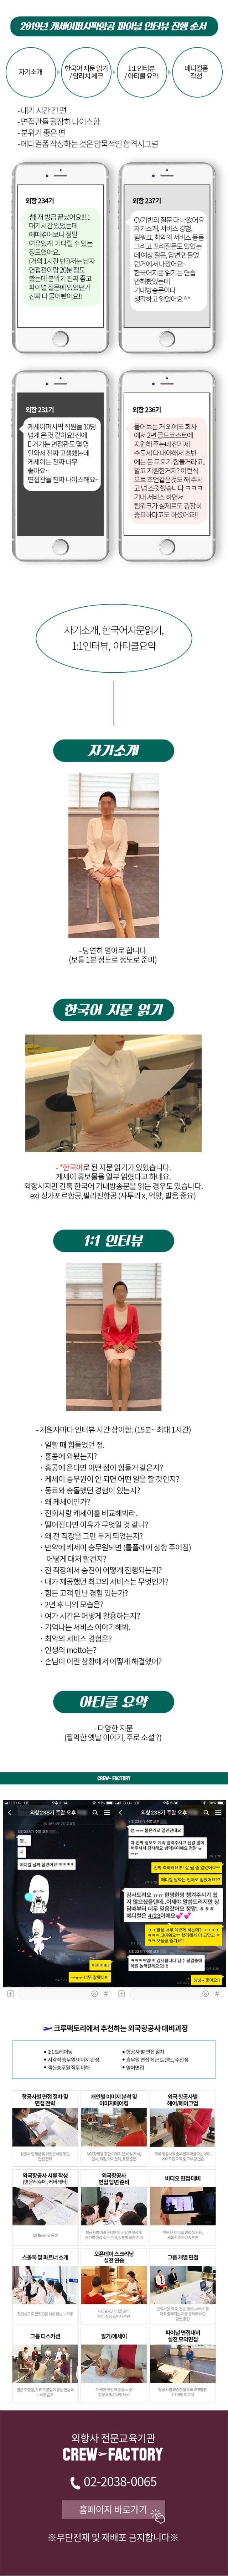 2019년 케세이퍼시픽항공 파이널 인터뷰 진행 순서
자기소개
한국어 지문 읽기
/ 암리치 체크
1:1 인터뷰
/ 아티클 요약
메디컬폼
작성
- 대기 시간 긴 편
- 면접관들 굉장히 나이스함
- 분위기 좋은 편
- 메디컬폼 작성하는 것은 암묵적인 합격시그널
외항 234기
쌤! 저 방금 끝났어요!!!
대기시간 있었는데
에띠쥬어보니 정말
여유있게 기다릴 수 있는
정도였어요.
(거의 1시간 반?)저는 남자
면접관이랑 20분 정도
봤는데 분위기 진짜 좋고
파이널 질문에 있었던거
진짜 다 물어봤어요!!
외항 237기
CV기반의 질문 다 나왔어요
자기소개, 서비스 경험,
팀워크, 최악의 서비스 등등
그리고 꼬리질문도 있었는
데 예상 질문, 답변 만들었
던거에서 나왔어요~
한국어지문 읽기는 연습
안해봤었는데
기내방송문이다
생각하고 읽었어요 ^^
외항 231기
케세이퍼시픽 직원들 10명
넘게 온 것 같아요! 전에
E 거기는 면접관도 몇 명
안와서 진짜 고생했는데
케세이는 진짜 너무
좋아요~
면접관들 진짜 나이스해요~
외항 236기
물어보는 거 외에도 회사
에서 2년 골드코스트에
지원해 주는데 전기세
수도세 다 내야해서 초반
에는 돈 모으기 힘들거라고..
알고 지원한거지? 이런식
으로 조언같은것도 해 주시
고 넘 스윗했습니다 ㅋㅋㅋ
기내 서비스 하면서
팀워크가 실제로도 굉장히
중요하다고도 하셨어요!!
자기소개, 한국어지문읽기,
1:1인터뷰, 아티클요약
자기소개
- 당연히 영어로 합니다.
(보통 1분 정도로 정도로 준비)
한국어 지문 읽기
- *한국어로 된 지문 읽기가 있었습니다.
케세이 홍보물을 일부 읽혔다고 하네요.
외항사지만 간혹 한국어 기내방송문을 읽는 경우도 있습니다.
ex) 싱가포르항공,필리핀항공 (사투리 x, 억양, 발음 중요)
1:1 인터뷰
- 지원자마다 인터뷰 시간 상이함. (15분~ 최대 1시간)
· 일할 때 힘들었던 점.
· 홍콩에 와봤는지?
· 홍콩에 온다면 어떤 점이 힘들거 같은지?
· 케세이 승무원이 안 되면 어떤 일을 할 것인지?
· 동료와 충돌했던 경험이 있는지?
· 왜 케세이인가?
· 전회사랑 캐세이를 비교해봐라.
· 떨어진다면 이유가 무엇일 것 같니?
· 왜 전 직장을 그만 두게 되었는지?
· 만약에 케세이 승무원되면 (롤플레이 상황 주어짐)
어떻게 대처 할건지?
· 전 직장에서 승진이 어떻게 진행되는지?
· 내가 제공했던 최고의 서비스는 무엇인가?
· 힘든 고객 만난 경험 있는가?
· 2년 후 나의 모습은?
· 여가 시간은 어떻게 활용하는지?
· 기억나는 서비스 이야기해봐.
· 최악의 서비스 경험은?
· 인생의 motto는?
· 손님이 이런 상황에서 어떻게 해결했어?
아티클 요약
- 다양한 지문
(짤막한 옛날 이야기, 주로 소설 ?)
CREW-FACTORY
외항238기 주말 오후
외항238기 주말 오후
메디컬 날짜 잡았어요!!!!!!!!!!!!
크루팩토리에서 추천하는 외국항공사 대비과정
• 1:1 트레이닝
• 시각적 승무원 이미지 완성
• 객실승무원 직무 이해
• 항공사 별 면접 절차
• 승무원 면접 최근 트렌드, 주안점
• 영어면접
항공사별 면접 절차 및
전략
개인별 이미지 분석 및
이미지메이킹
외국 항공사별
헤어/메이크업
외국항공사 서류 작성
(영문레쥬메, 커버레터)
외국항공사
면접 답변 준비
비디오 면접 대비
스몰톡 및 파트너 소개
오픈데이 스크리닝
실전 연습
그룹 개별 면접
그룹 디스커션
필기/에세이
파이널 면접대비
실전 모의면접
외항사 전문교육기관
CREW-FACTORY
02-2038-0065
홈페이지 바로가기
※무단전재 및 재배포 금지합니다※